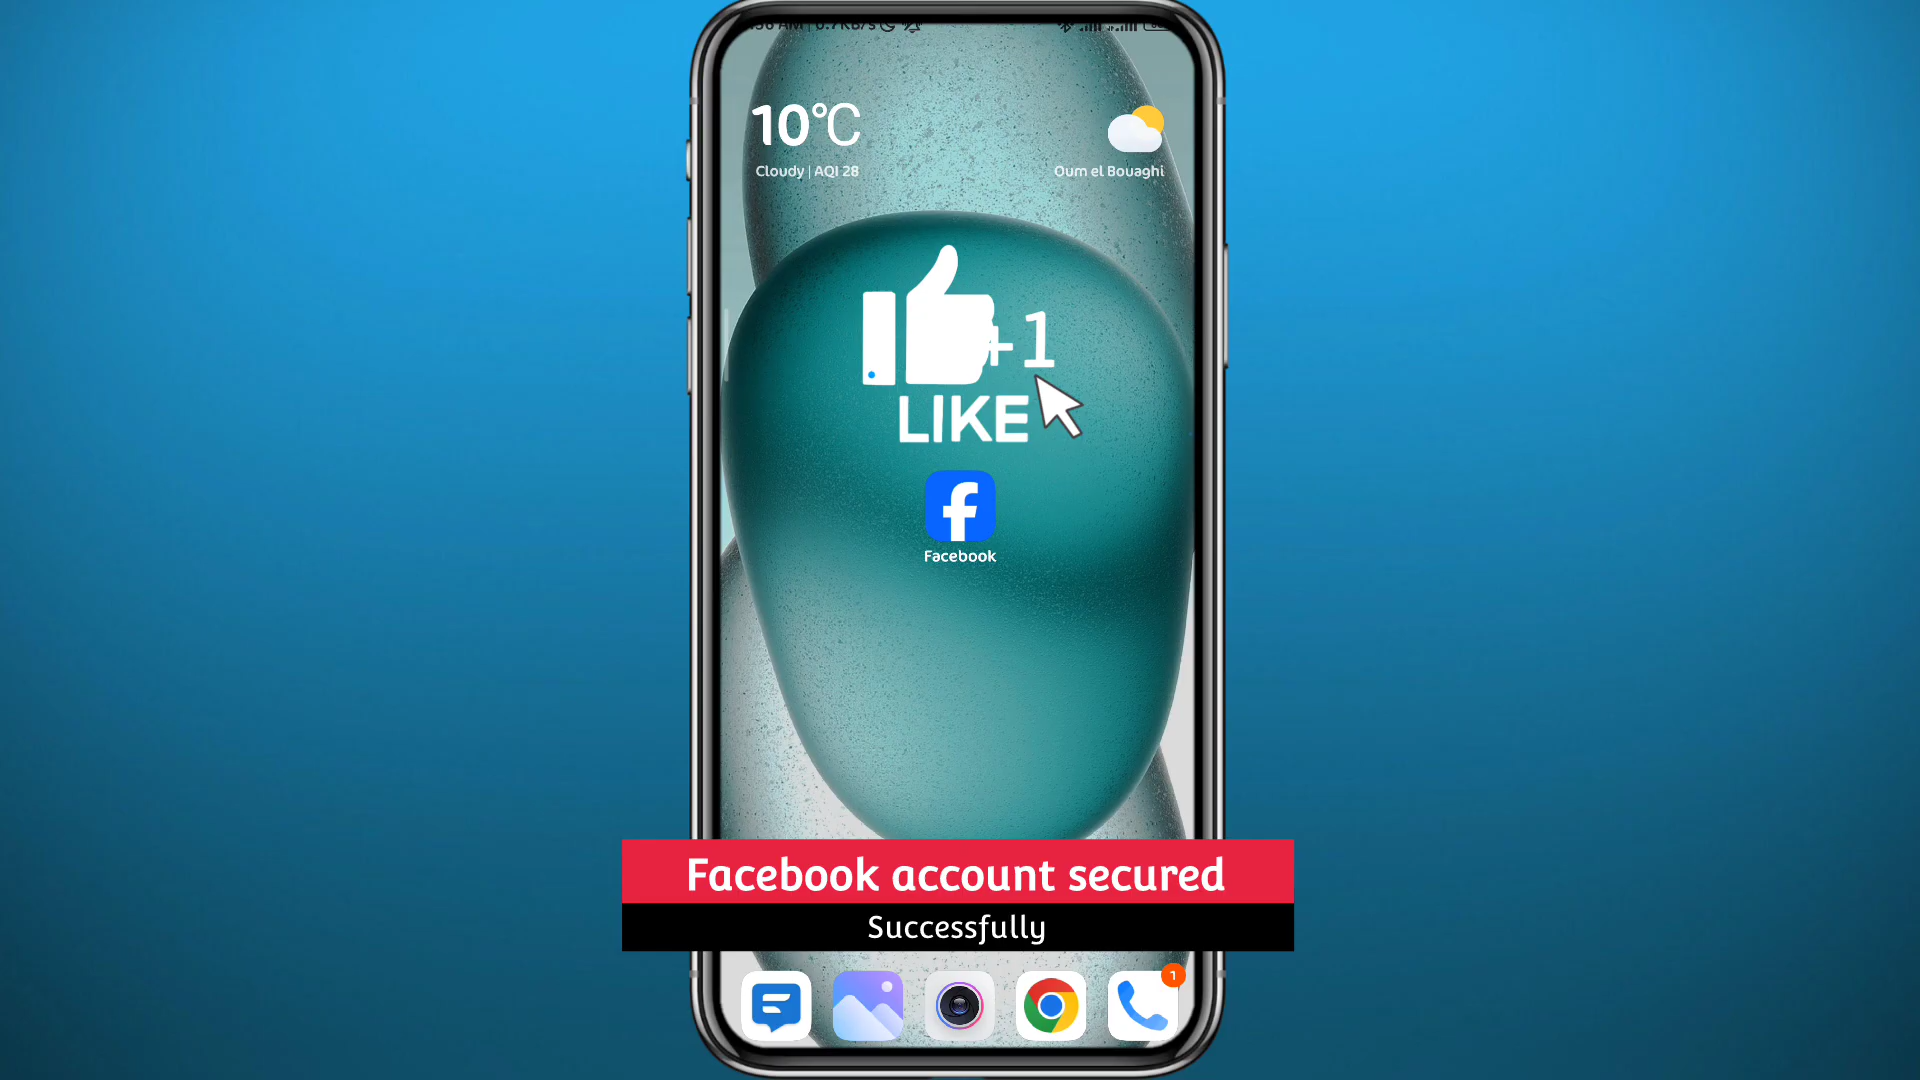 10°C
Cloudy | AQI 28
Oum el Bouaghi
+1
LIKE
Facebook
Facebook account secured
Successfully
1